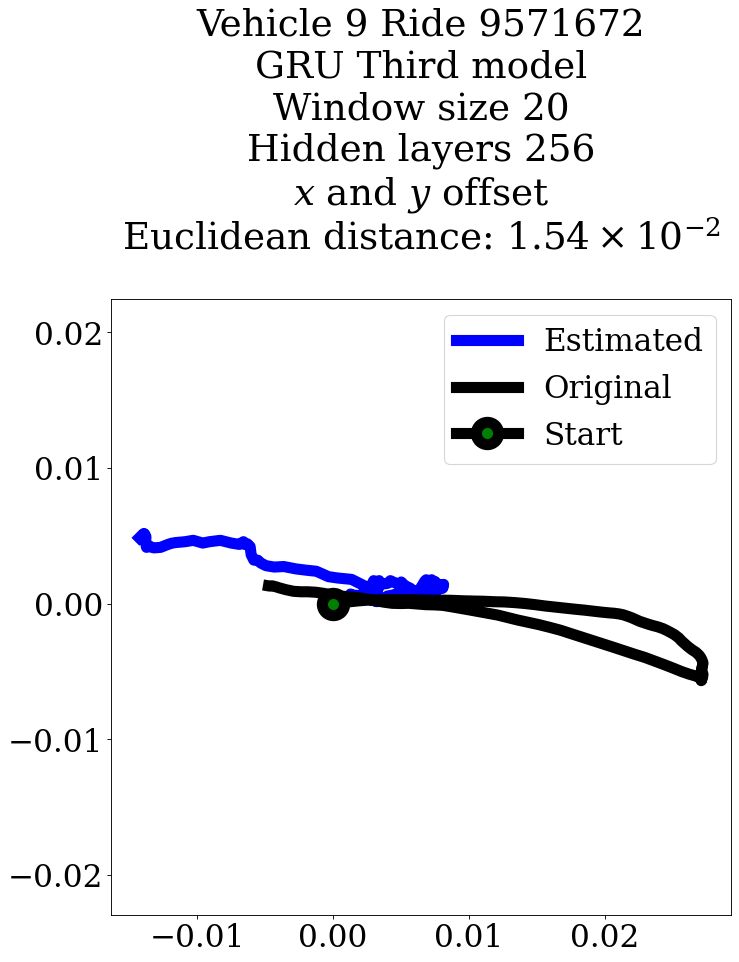 Vehicle 9 Ride 9571672
GRU Third model
Window size 20
Hidden layers 256
x and y offset
Euclidean distance: 1.54 × 10⁻²
Estimated
Original
Start
0.02
0.01
0.00
−0.01
−0.02
−0.01 0.00 0.01 0.02